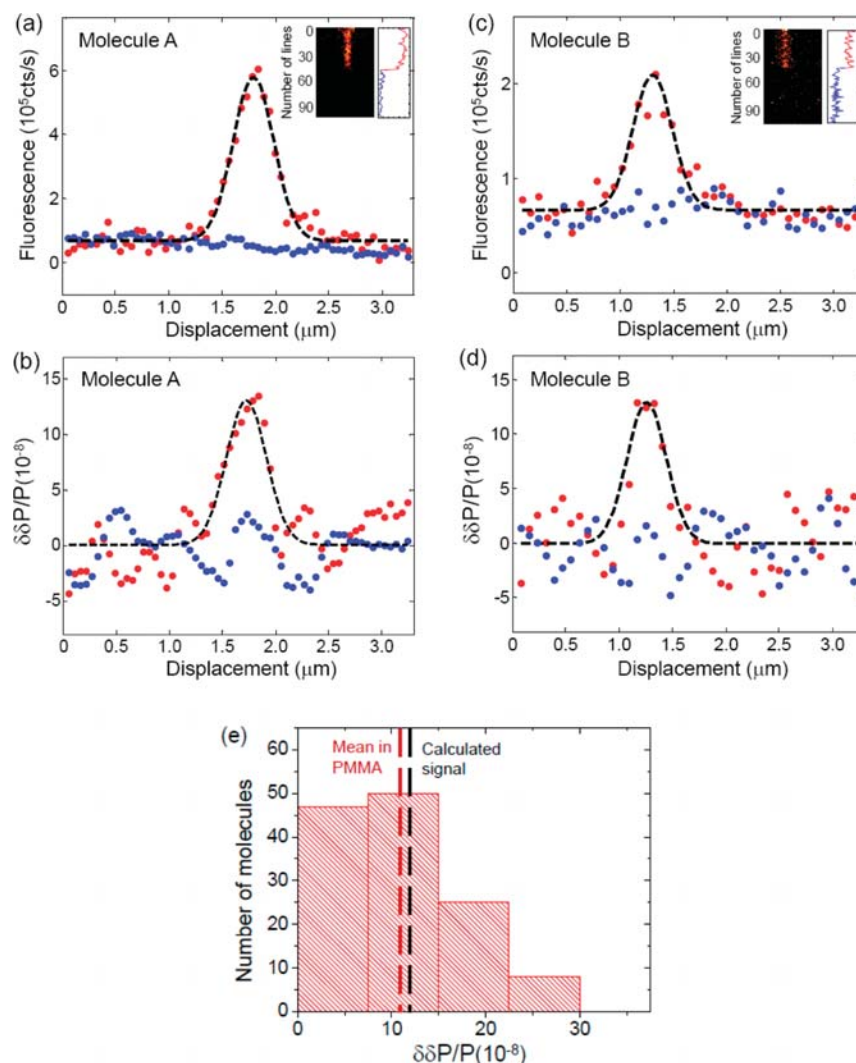 (a)
Molecule A
Number of lines
0
30
60
90
Fluorescence (10⁵cts/s)
6
4
2
0
0 0.5 1.0 1.5 2.0 2.5 3.0
Displacement (μm)
(c)
Molecule B
Number of lines
0
30
60
90
Fluorescence (10⁵cts/s)
2
1
0
0 0.5 1.0 1.5 2.0 2.5 3.0
Displacement (μm)
(b)
Molecule A
δδP/P(10⁻⁸)
15
10
5
0
-5
0 0.5 1.0 1.5 2.0 2.5 3.0
Displacement (μm)
(d)
Molecule B
δδP/P(10⁻⁸)
15
10
5
0
-5
0 0.5 1.0 1.5 2.0 2.5 3.0
Displacement (μm)
(e)
Mean in
PMMA
Calculated
signal
Number of molecules
60
50
40
30
20
10
0
0 10 20 30
δδP/P(10⁻⁸)